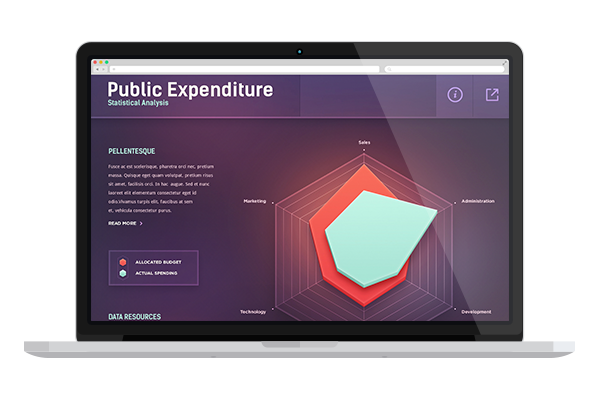 Public Expenditure
Statistical Analysis
PELLENTESQUE
Fusce ac est scelerisque, pharetra orci nec, pretium
massa. Quisque eget quam volutpat, pretium risus
sit amet, facilisis orci. In hac augue. Sed et nunc
laoreet elit elementum consectetur eget id
odio.Vivamus turpis elit, faucibus at sem
et, vehicula consectetur purus.
READ MORE >
ALLOCATED BUDGET
ACTUAL SPENDING
DATA RESOURCES
Sales
Marketing
Administration
Technology
Development